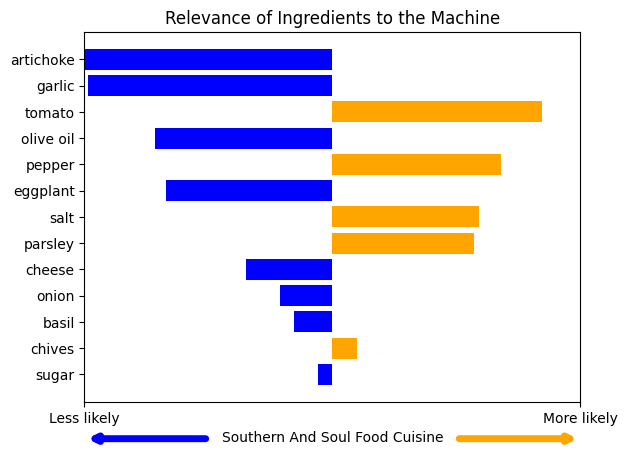 Relevance of Ingredients to the Machine
artichoke
garlic
tomato
olive oil
pepper
eggplant
salt
parsley
cheese
onion
basil
chives
sugar
Less likely More likely
Southern And Soul Food Cuisine